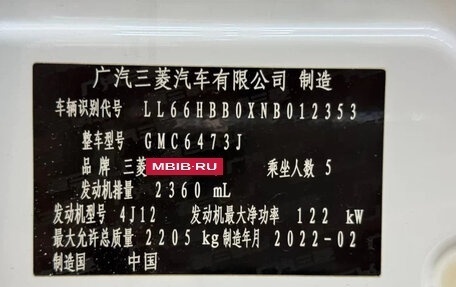 广汽三菱汽车有限公司 制造
车辆识别代号 LL66HBB0XNB012353
整车型号 GMC6473J
品牌 三菱 MBIB.RU 乘坐人数 5
发动机排量 2360 mL
发动机型号 4J12 发动机最大净功率 122 kW
最大允许总质量 2205 kg 制造年月 2022-02
制造国 中国